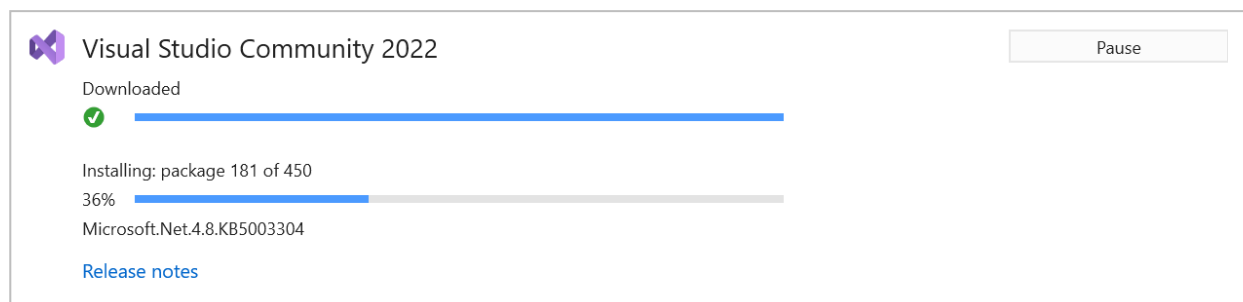 Visual Studio Community 2022
Pause
Downloaded
Installing: package 181 of 450
36%
Microsoft.Net.4.8.KB5003304
Release notes